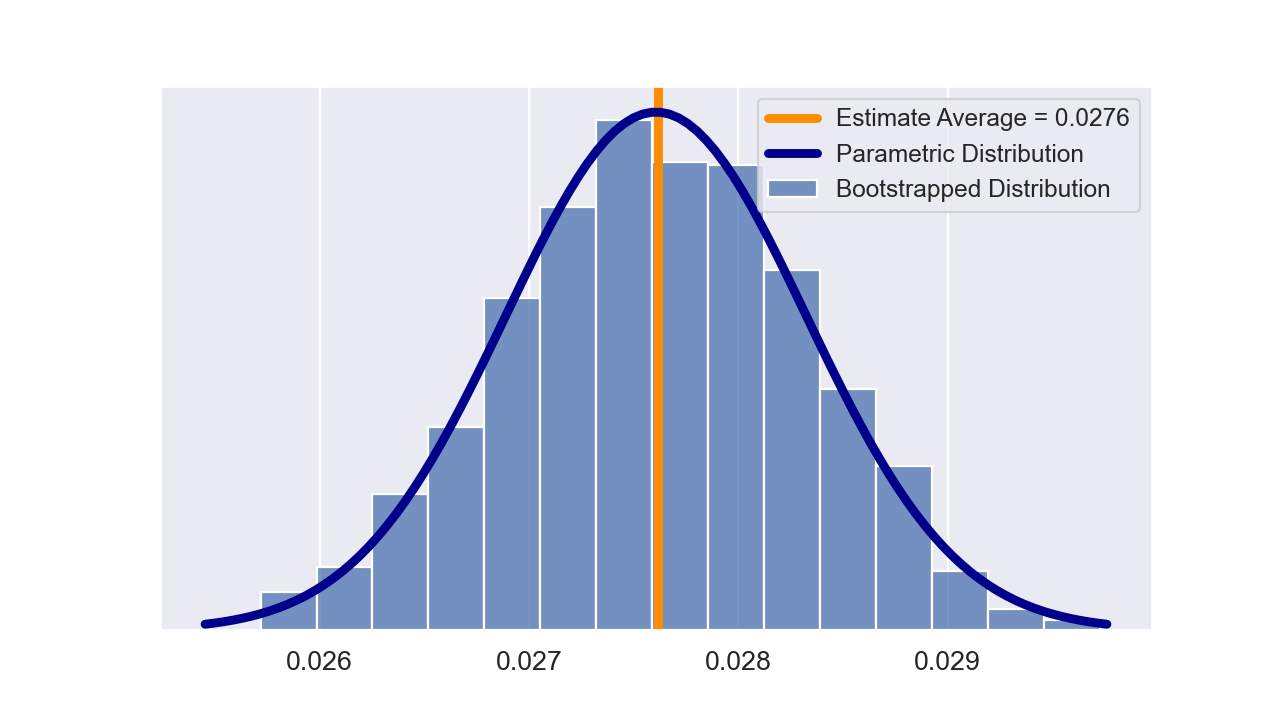 Estimate Average = 0.0276
Parametric Distribution
Bootstrapped Distribution
0.026 0.027 0.028 0.029